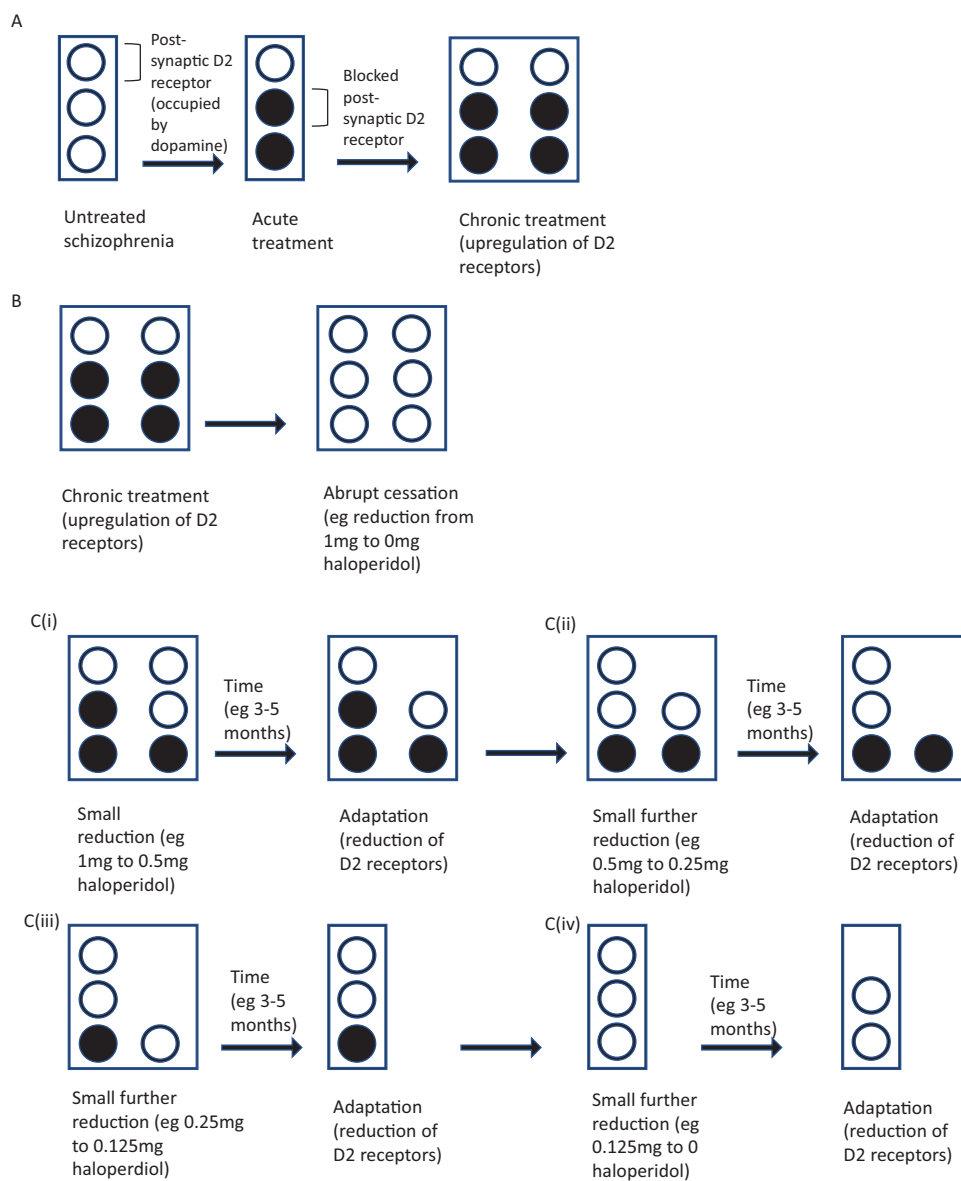 A
Post-
synaptic D2
receptor
(occupied
by
dopamine)
Blocked
post-
synaptic D2
receptor
Untreated
schizophrenia
Acute
treatment
Chronic treatment
(upregulation of D2
receptors)
B
Chronic treatment
(upregulation of D2
receptors)
Abrupt cessation
(eg reduction from
1mg to 0mg
haloperidol)
C(i)
Time
(eg 3-5
months)
Small
reduction (eg
1mg to 0.5mg
haloperidol)
Adaptation
(reduction of
D2 receptors)
C(ii)
Time
(eg 3-5
months)
Small further
reduction (eg
0.5mg to 0.25mg
haloperidol)
Adaptation
(reduction of
D2 receptors)
C(iii)
Time
(eg 3-5
months)
Small further
reduction (eg 0.25mg
to 0.125mg
haloperdiol)
Adaptation
(reduction of
D2 receptors)
C(iv)
Time
(eg 3-5
months)
Small further
reduction (eg
0.125mg to 0
haloperidol)
Adaptation
(reduction of
D2 receptors)